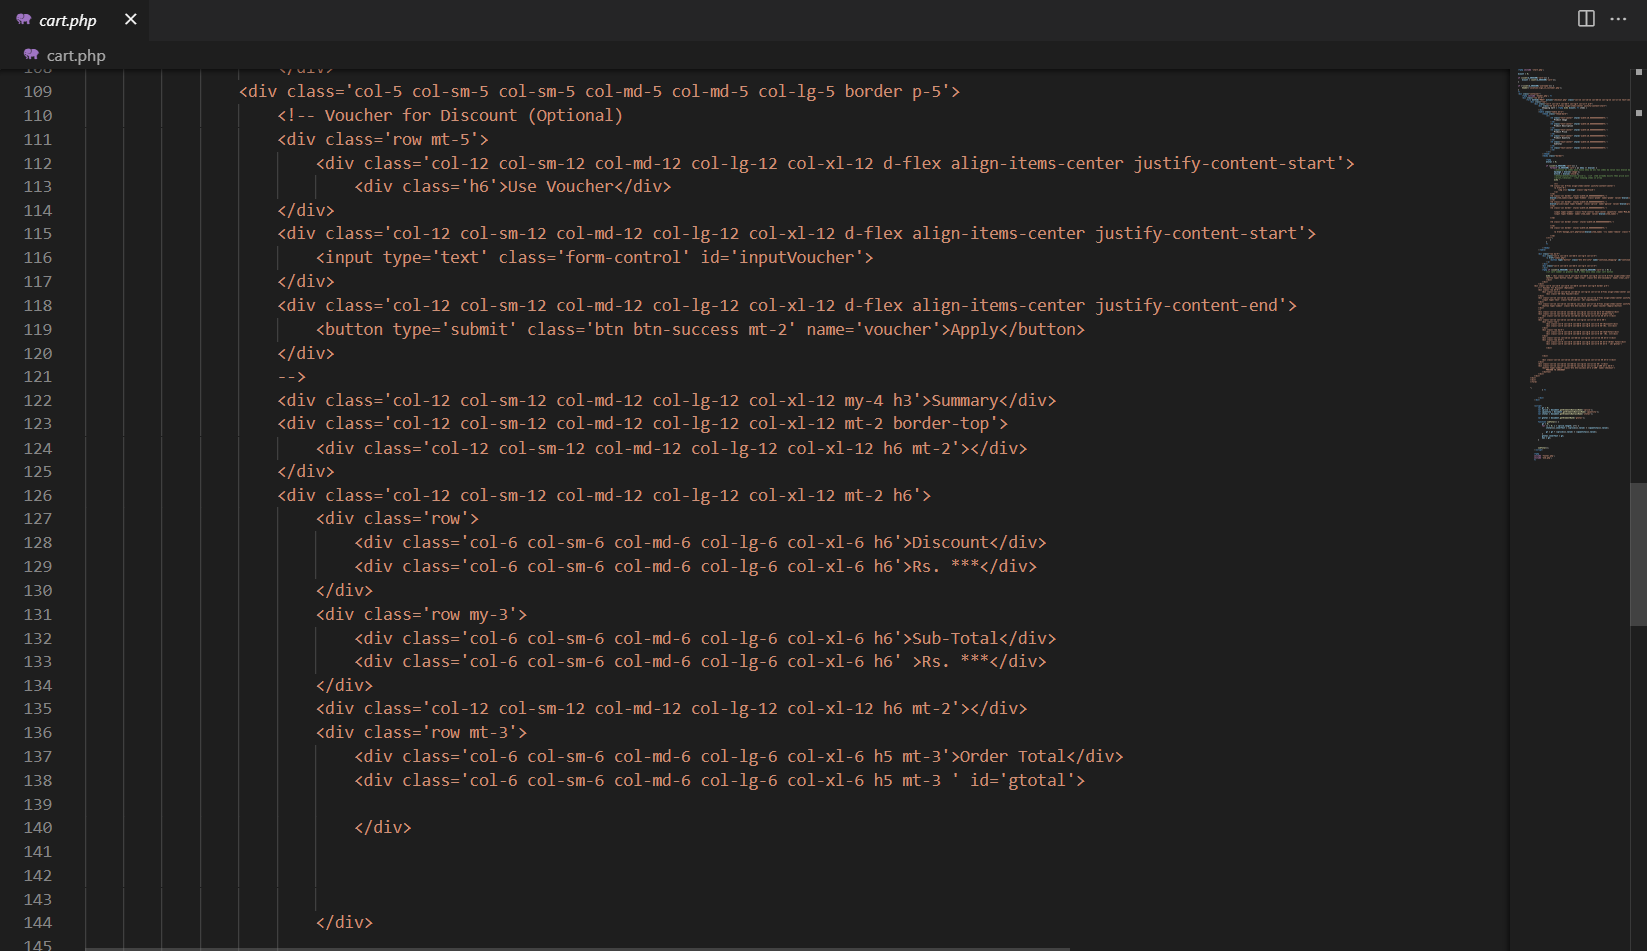 cart.php
cart.php
108 </div>
109 <div class='col-5 col-sm-5 col-sm-5 col-md-5 col-md-5 col-lg-5 border p-5'>
110 <!-- Voucher for Discount (Optional)
111 <div class='row mt-5'>
112 <div class='col-12 col-sm-12 col-md-12 col-lg-12 col-xl-12 d-flex align-items-center justify-content-start'>
113 <div class='h6'>Use Voucher</div>
114 </div>
115 <div class='col-12 col-sm-12 col-md-12 col-lg-12 col-xl-12 d-flex align-items-center justify-content-start'>
116 <input type='text' class='form-control' id='inputVoucher'>
117 </div>
118 <div class='col-12 col-sm-12 col-md-12 col-lg-12 col-xl-12 d-flex align-items-center justify-content-end'>
119 <button type='submit' class='btn btn-success mt-2' name='voucher'>Apply</button>
120 </div>
121 -->
122 <div class='col-12 col-sm-12 col-md-12 col-lg-12 col-xl-12 my-4 h3'>Summary</div>
123 <div class='col-12 col-sm-12 col-md-12 col-lg-12 col-xl-12 mt-2 border-top'>
124 <div class='col-12 col-sm-12 col-md-12 col-lg-12 col-xl-12 h6 mt-2'></div>
125 </div>
126 <div class='col-12 col-sm-12 col-md-12 col-lg-12 col-xl-12 mt-2 h6'>
127 <div class='row'>
128 <div class='col-6 col-sm-6 col-md-6 col-lg-6 col-xl-6 h6'>Discount</div>
129 <div class='col-6 col-sm-6 col-md-6 col-lg-6 col-xl-6 h6'>Rs. ***</div>
130 </div>
131 <div class='row my-3'>
132 <div class='col-6 col-sm-6 col-md-6 col-lg-6 col-xl-6 h6'>Sub-Total</div>
133 <div class='col-6 col-sm-6 col-md-6 col-lg-6 col-xl-6 h6' >Rs. ***</div>
134 </div>
135 <div class='col-12 col-sm-12 col-md-12 col-lg-12 col-xl-12 h6 mt-2'></div>
136 <div class='row mt-3'>
137 <div class='col-6 col-sm-6 col-md-6 col-lg-6 col-xl-6 h5 mt-3'>Order Total</div>
138 <div class='col-6 col-sm-6 col-md-6 col-lg-6 col-xl-6 h5 mt-3 ' id='gtotal'>
139
140 </div>
141
142
143
144 </div>
145